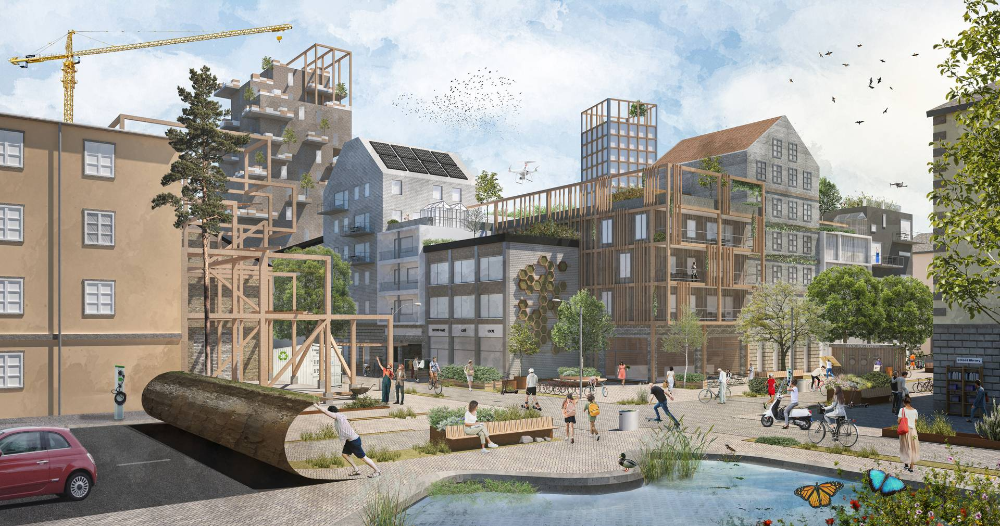 SECOND HAND
CAFÉ
LOCAL
RECYCLING CENTER
street library